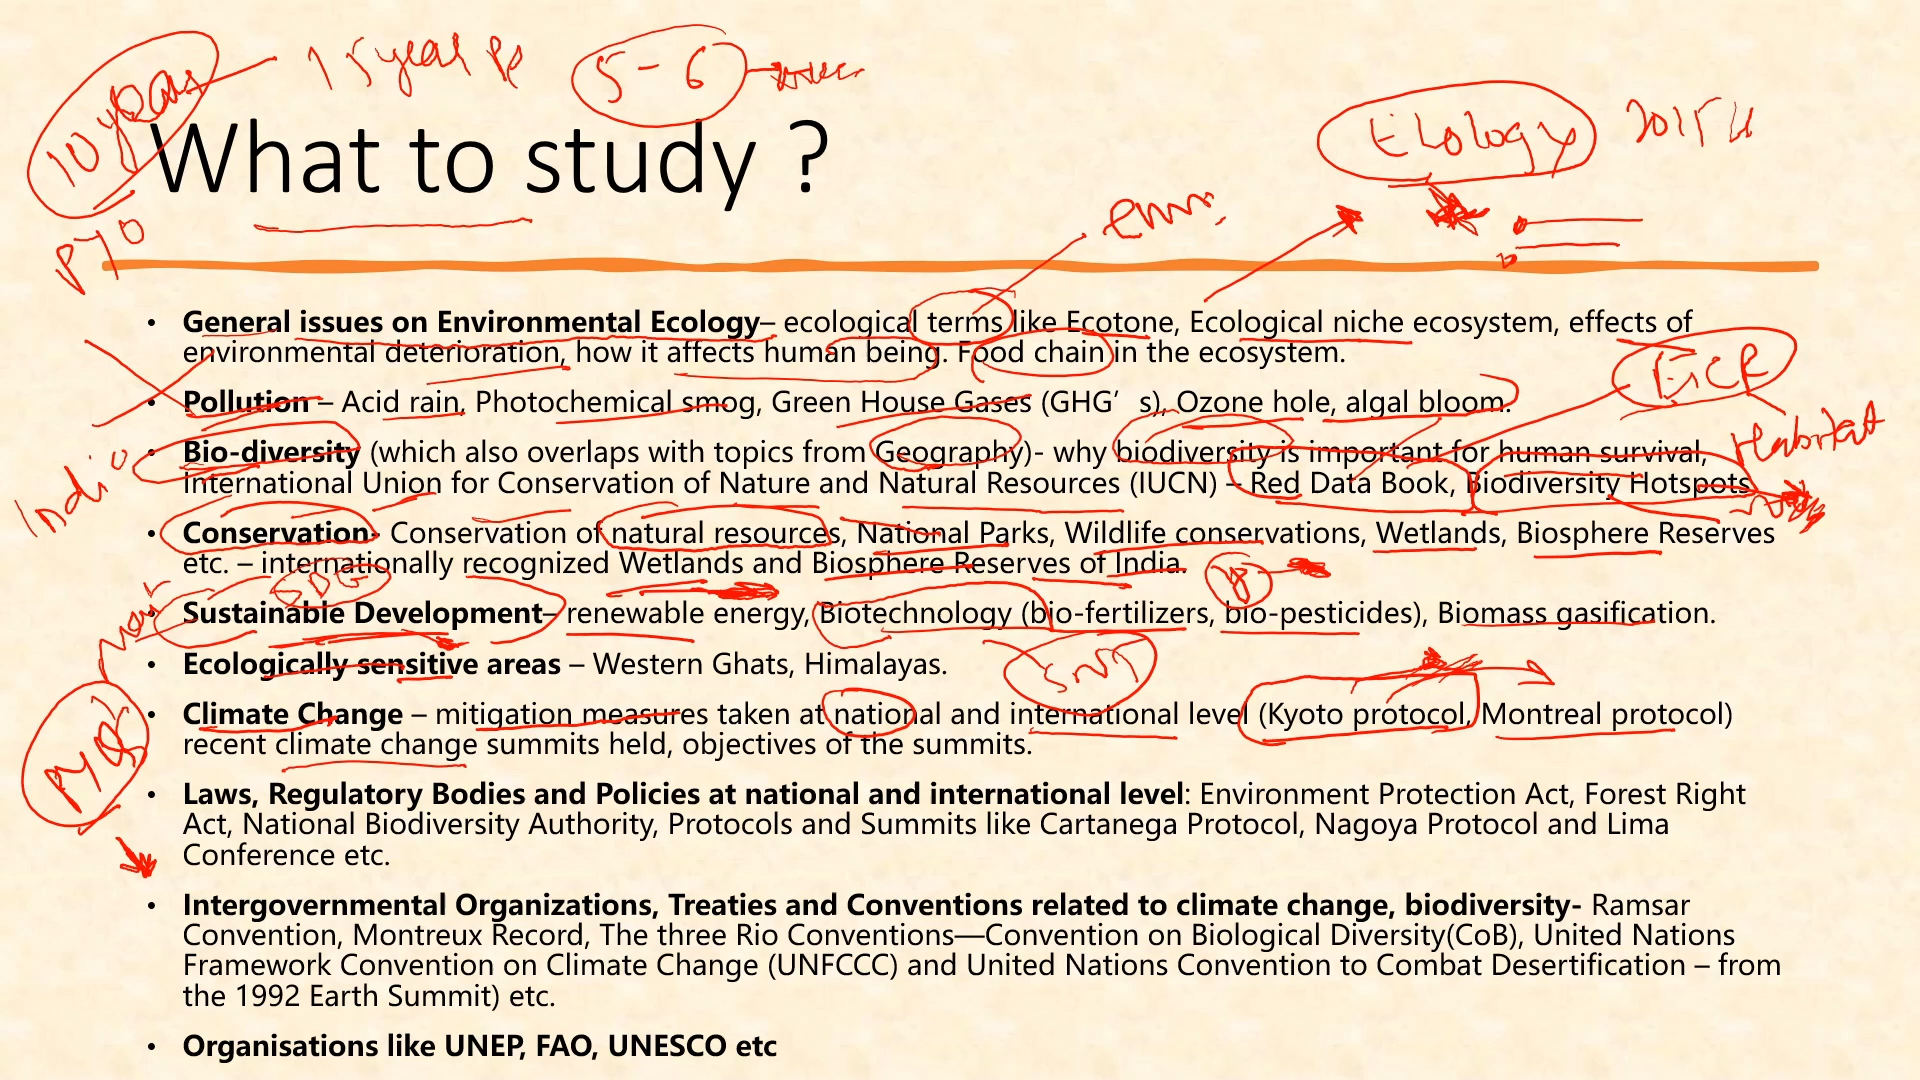 10 years
15 year
5-6
Ecology
PYQ
What to study ?
• General issues on Environmental Ecology– ecological terms like Ecotone, Ecological niche ecosystem, effects of
environmental deterioration, how it affects human being. Food chain in the ecosystem.
• Pollution – Acid rain, Photochemical smog, Green House Gases (GHG's), Ozone hole, algal bloom.
• Bio-diversity (which also overlaps with topics from Geography)- why biodiversity is important for human survival,
Habitat
International Union for Conservation of Nature and Natural Resources (IUCN) – Red Data Book, Biodiversity Hotspots
• Conservation- Conservation of natural resources, National Parks, Wildlife conservations, Wetlands, Biosphere Reserves
etc. – internationally recognized Wetlands and Biosphere Reserves of India.
SDG
• Sustainable Development– renewable energy, Biotechnology (bio-fertilizers, bio-pesticides), Biomass gasification.
• Ecologically sensitive areas – Western Ghats, Himalayas.
SNT
• Climate Change – mitigation measures taken at national and international level (Kyoto protocol, Montreal protocol)
recent climate change summits held, objectives of the summits.
PYQ
• Laws, Regulatory Bodies and Policies at national and international level: Environment Protection Act, Forest Right
Act, National Biodiversity Authority, Protocols and Summits like Cartanega Protocol, Nagoya Protocol and Lima
Conference etc.
• Intergovernmental Organizations, Treaties and Conventions related to climate change, biodiversity- Ramsar
Convention, Montreux Record, The three Rio Conventions—Convention on Biological Diversity(CoB), United Nations
Framework Convention on Climate Change (UNFCCC) and United Nations Convention to Combat Desertification – from
the 1992 Earth Summit) etc.
• Organisations like UNEP, FAO, UNESCO etc